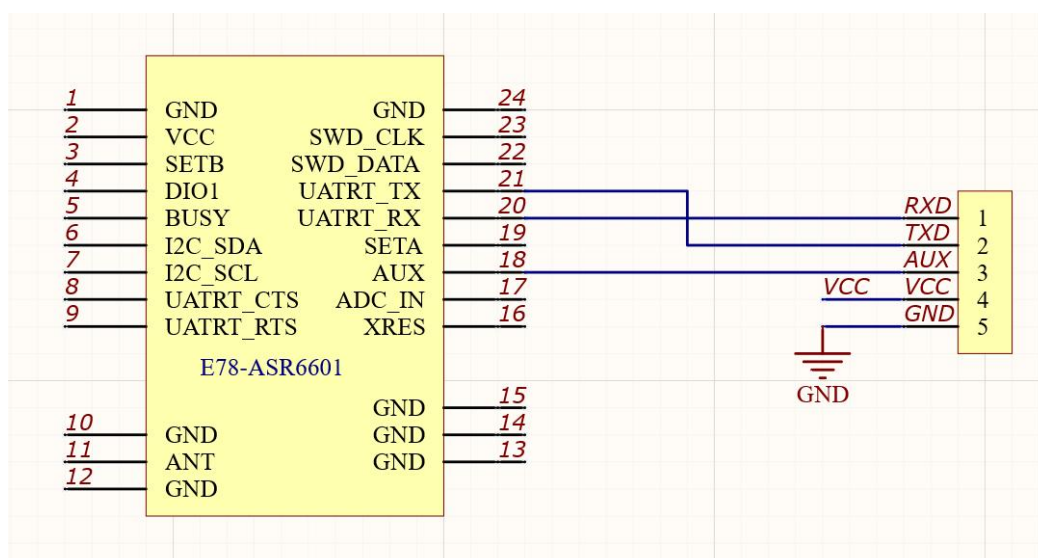 1 GND GND 24
2 VCC SWD_CLK 23
3 SETB SWD_DATA 22
4 DIO1 UATRT_TX 21
5 BUSY UATRT_RX 20
6 I2C_SDA SETA 19
7 I2C_SCL AUX 18
8 UATRT_CTS ADC_IN 17
9 UATRT_RTS XRES 16
E78-ASR6601
GND 15
10 GND GND 14
11 ANT GND 13
12 GND
RXD 1
TXD 2
AUX 3
VCC VCC 4
GND 5
GND